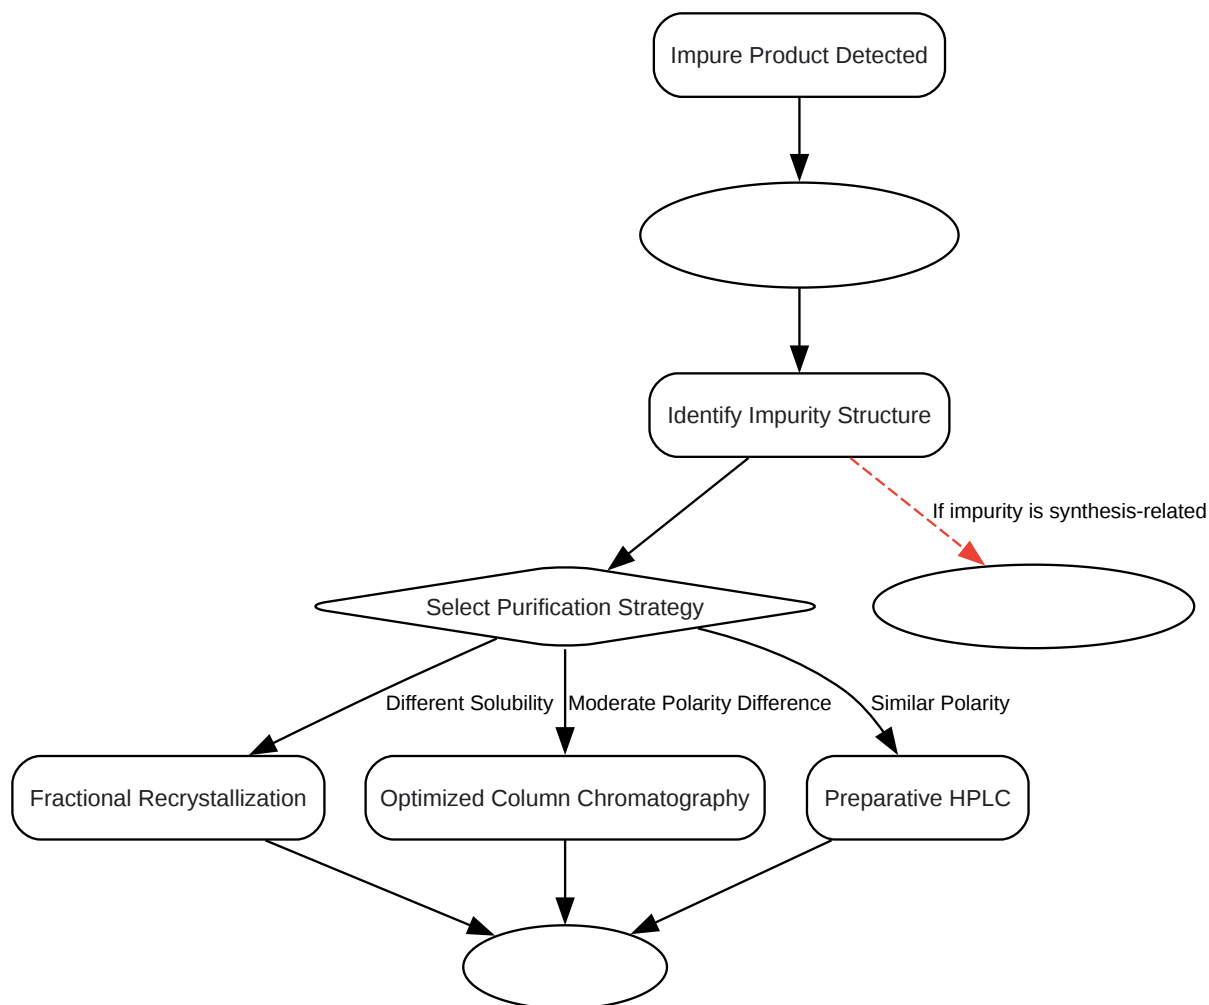 Impure Product Detected
Identify Impurity Structure
If impurity is synthesis-related
Select Purification Strategy
Different Solubility
Moderate Polarity Difference
Similar Polarity
Fractional Recrystallization
Optimized Column Chromatography
Preparative HPLC